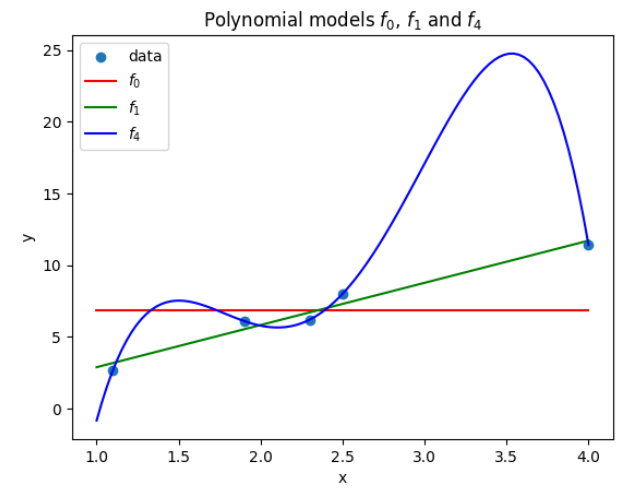 Polynomial models f₀, f₁ and f₄
data
f₀
f₁
f₄
25
20
15
10
5
0
y
1.0 1.5 2.0 2.5 3.0 3.5 4.0
x